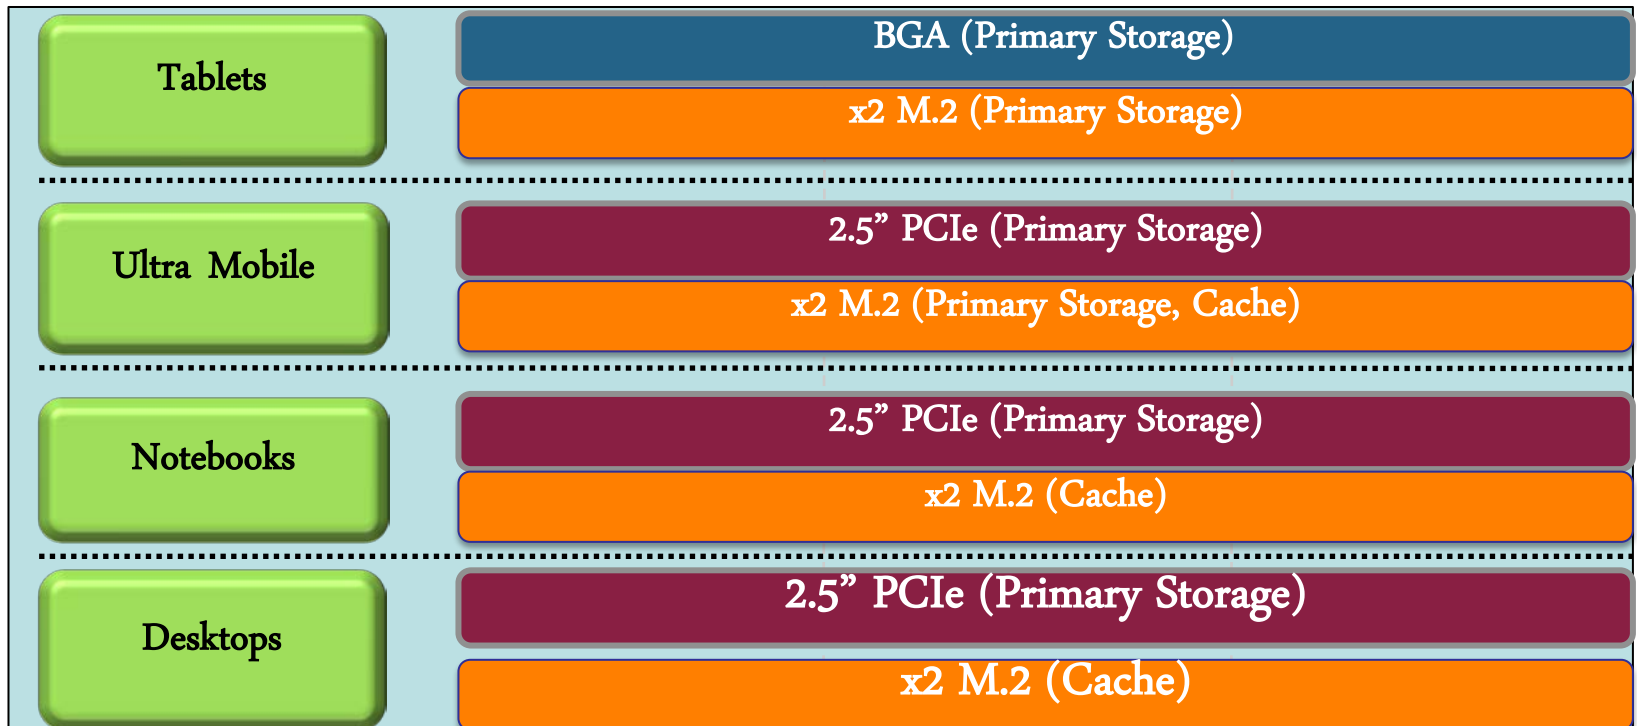 Tablets
BGA (Primary Storage)
x2 M.2 (Primary Storage)
Ultra Mobile
2.5” PCIe (Primary Storage)
x2 M.2 (Primary Storage, Cache)
Notebooks
2.5” PCIe (Primary Storage)
x2 M.2 (Cache)
Desktops
2.5” PCIe (Primary Storage)
x2 M.2 (Cache)